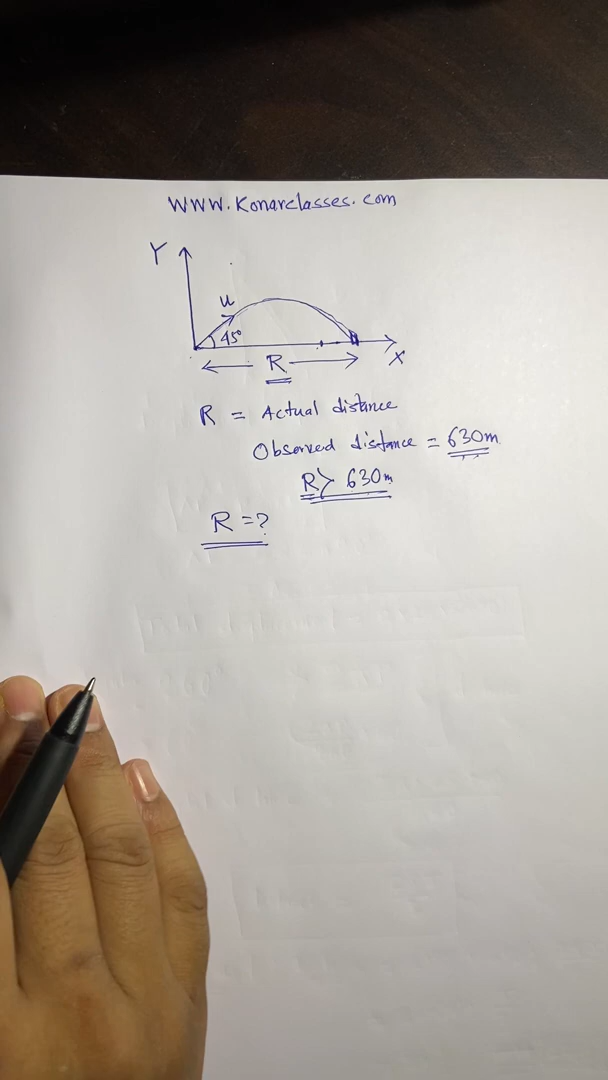 WWW.Konarclasses.com
Y
u
45°
R
X
R = Actual distance
Observed distance = 630m
R > 630m
R = ?